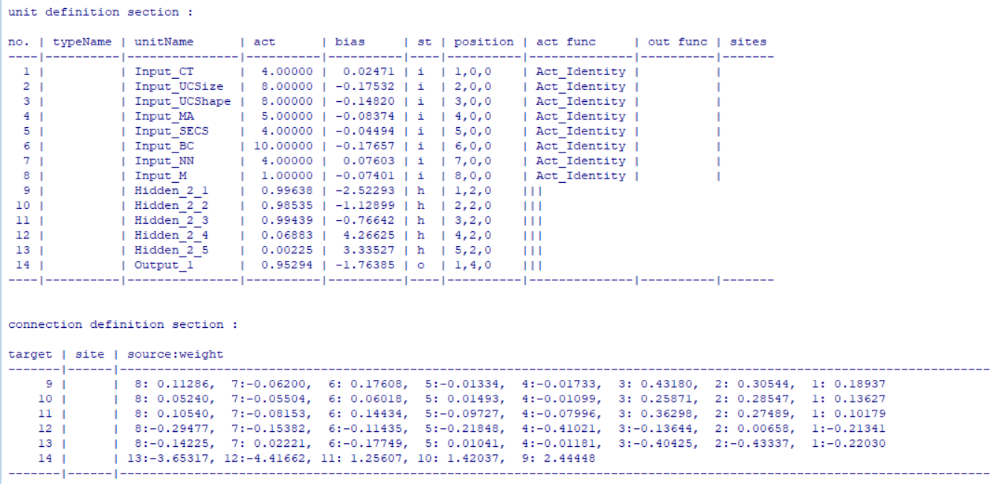 unit definition section :
no. | typeName | unitName | act | bias | st | position | act func | out func | sites
----|----------|---------------|----------|----------|----|----------|--------------|----------|-------
1 | | Input_CT | 4.00000 | 0.02471 | i | 1,0,0 | Act_Identity | |
2 | | Input_UCSize | 8.00000 | -0.17532 | i | 2,0,0 | Act_Identity | |
3 | | Input_UCShape | 8.00000 | -0.14820 | i | 3,0,0 | Act_Identity | |
4 | | Input_MA | 5.00000 | -0.08374 | i | 4,0,0 | Act_Identity | |
5 | | Input_SECS | 4.00000 | -0.04494 | i | 5,0,0 | Act_Identity | |
6 | | Input_BC | 10.00000 | -0.17657 | i | 6,0,0 | Act_Identity | |
7 | | Input_NN | 4.00000 | 0.07603 | i | 7,0,0 | Act_Identity | |
8 | | Input_M | 1.00000 | -0.07401 | i | 8,0,0 | Act_Identity | |
9 | | Hidden_2_1 | 0.99638 | -2.52293 | h | 1,2,0 |||
10 | | Hidden_2_2 | 0.98535 | -1.12899 | h | 2,2,0 |||
11 | | Hidden_2_3 | 0.99439 | -0.76642 | h | 3,2,0 |||
12 | | Hidden_2_4 | 0.06883 | 4.26625 | h | 4,2,0 |||
13 | | Hidden_2_5 | 0.00225 | 3.33527 | h | 5,2,0 |||
14 | | Output_1 | 0.95294 | -1.76385 | o | 1,4,0 |||
----|----------|---------------|----------|----------|----|----------|--------------|----------|-------
connection definition section :
target | site | source:weight
-------|------|---------------------------------------------------------------------------------------------------------------------
9 | | 8: 0.11286, 7:-0.06200, 6: 0.17608, 5:-0.01334, 4:-0.01733, 3: 0.43180, 2: 0.30544, 1: 0.18937
10 | | 8: 0.05240, 7:-0.05504, 6: 0.06018, 5: 0.01493, 4:-0.01099, 3: 0.25871, 2: 0.28547, 1: 0.13627
11 | | 8: 0.10540, 7:-0.08153, 6: 0.14434, 5:-0.09727, 4:-0.07996, 3: 0.36298, 2: 0.27489, 1: 0.10179
12 | | 8:-0.29477, 7:-0.15382, 6:-0.11435, 5:-0.21848, 4:-0.41021, 3:-0.13644, 2: 0.00658, 1:-0.21341
13 | | 8:-0.14225, 7: 0.02221, 6:-0.17749, 5: 0.01041, 4:-0.01181, 3:-0.40425, 2:-0.43337, 1:-0.22030
14 | | 13:-3.65317, 12:-4.41662, 11: 1.25607, 10: 1.42037, 9: 2.44448
-------|------|---------------------------------------------------------------------------------------------------------------------